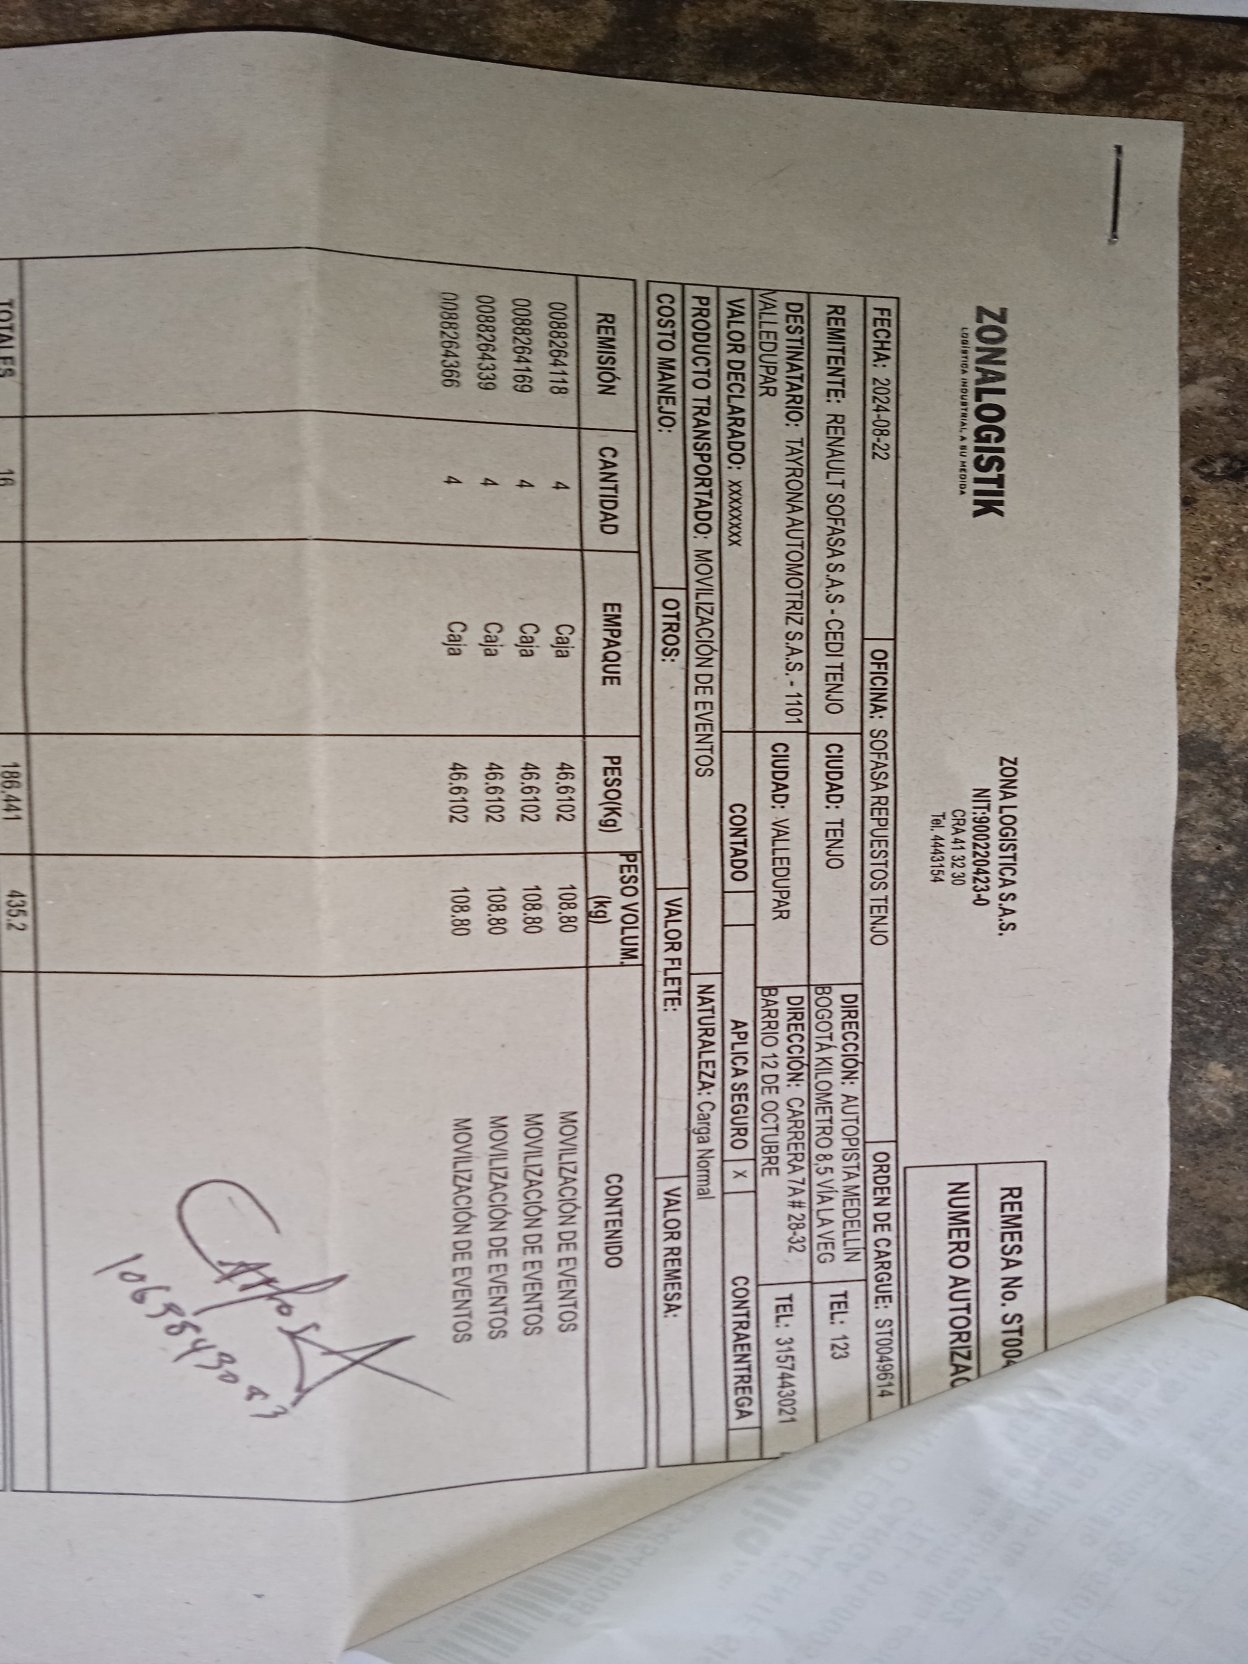 ZONALOGISTIK
LOGISTICA INDUSTRIAL A SU MEDIDA
ZONA LOGISTICA S.A.S.
NIT:900220423-0
CRA 41 32 30
Tel. 4443154
REMESA No. ST004
NUMERO AUTORIZAC
FECHA: 2024-08-22 OFICINA: SOFASA REPUESTOS TENJO ORDEN DE CARGUE: ST0049614
REMITENTE: RENAULT SOFASA S.A.S - CEDI TENJO CIUDAD: TENJO DIRECCIÓN: AUTOPISTA MEDELLIN BOGOTÁ KILOMETRO 8,5 VÍA LA VEG TEL: 123
DESTINATARIO: TAYRONA AUTOMOTRIZ S.A.S. - 1101 VALLEDUPAR CIUDAD: VALLEDUPAR DIRECCIÓN: CARRERA 7A # 28-32 BARRIO 12 DE OCTUBRE TEL: 3157443021
VALOR DECLARADO: xxxxxxxx CONTADO APLICA SEGURO X CONTRAENTREGA
PRODUCTO TRANSPORTADO: MOVILIZACIÓN DE EVENTOS NATURALEZA: Carga Normal
COSTO MANEJO: OTROS: VALOR FLETE: VALOR REMESA:
REMISIÓN CANTIDAD EMPAQUE PESO(Kg) PESO VOLUM. (kg) CONTENIDO
0088264118 4 Caja 46.6102 108.80 MOVILIZACIÓN DE EVENTOS
0088264169 4 Caja 46.6102 108.80 MOVILIZACIÓN DE EVENTOS
0088264339 4 Caja 46.6102 108.80 MOVILIZACIÓN DE EVENTOS
0088264366 4 Caja 46.6102 108.80 MOVILIZACIÓN DE EVENTOS
TOTALES 16 186.441 435.2